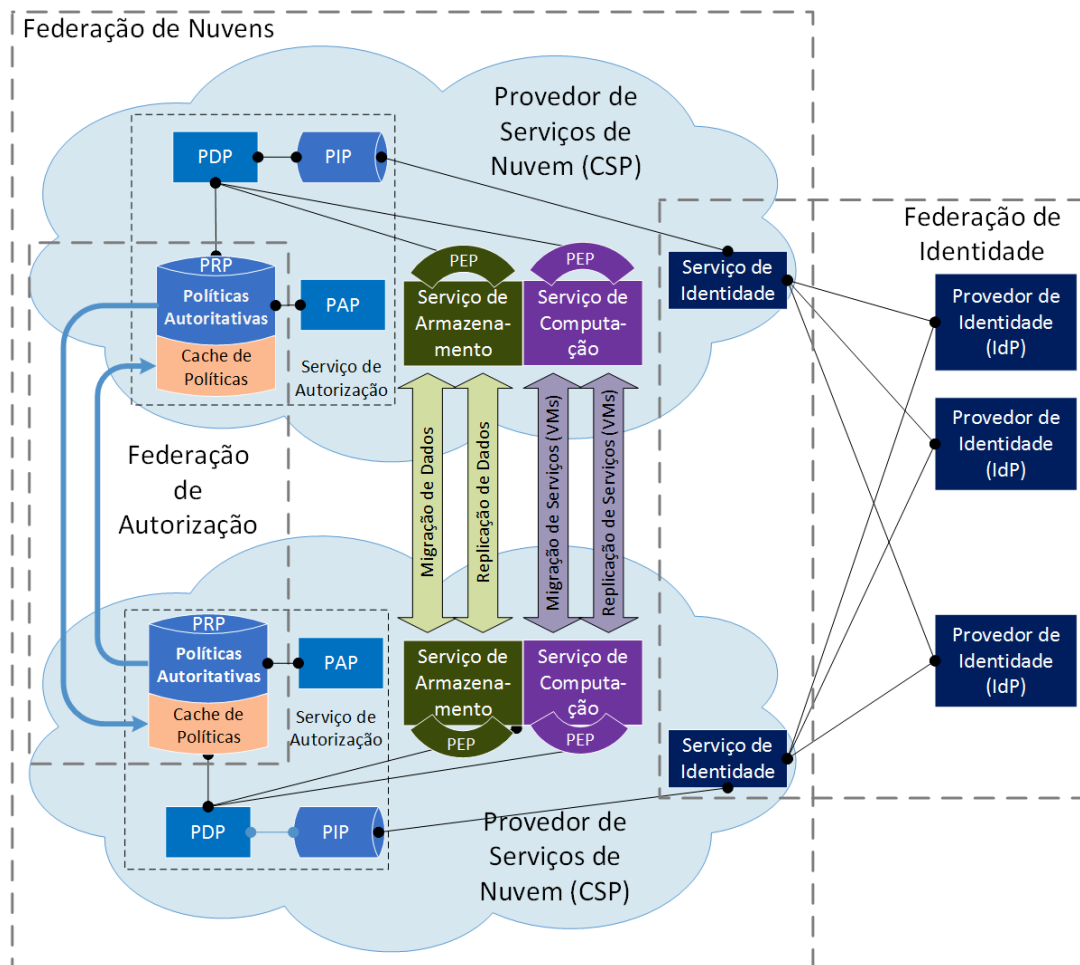 Federação de Nuvens
Provedor de
Serviços de
Nuvem (CSP)
PDP
PIP
PRP
Políticas
Autoritativas
Cache de
Políticas
PAP
Serviço de
Autorização
PEP
Serviço de
Armazena-
mento
PEP
Serviço de
Computa-
ção
Serviço de
Identidade
Federação de
Identidade
Provedor de
Identidade
(IdP)
Provedor de
Identidade
(IdP)
Provedor de
Identidade
(IdP)
Federação
de
Autorização
Migração de Dados
Replicação de Dados
Migração de Serviços (VMs)
Replicação de Serviços (VMs)
PRP
Políticas
Autoritativas
Cache de
Políticas
PAP
Serviço de
Autorização
Serviço de
Armazena-
mento
PEP
Serviço de
Computa-
ção
PEP
Serviço de
Identidade
PDP
PIP
Provedor de
Serviços de
Nuvem (CSP)